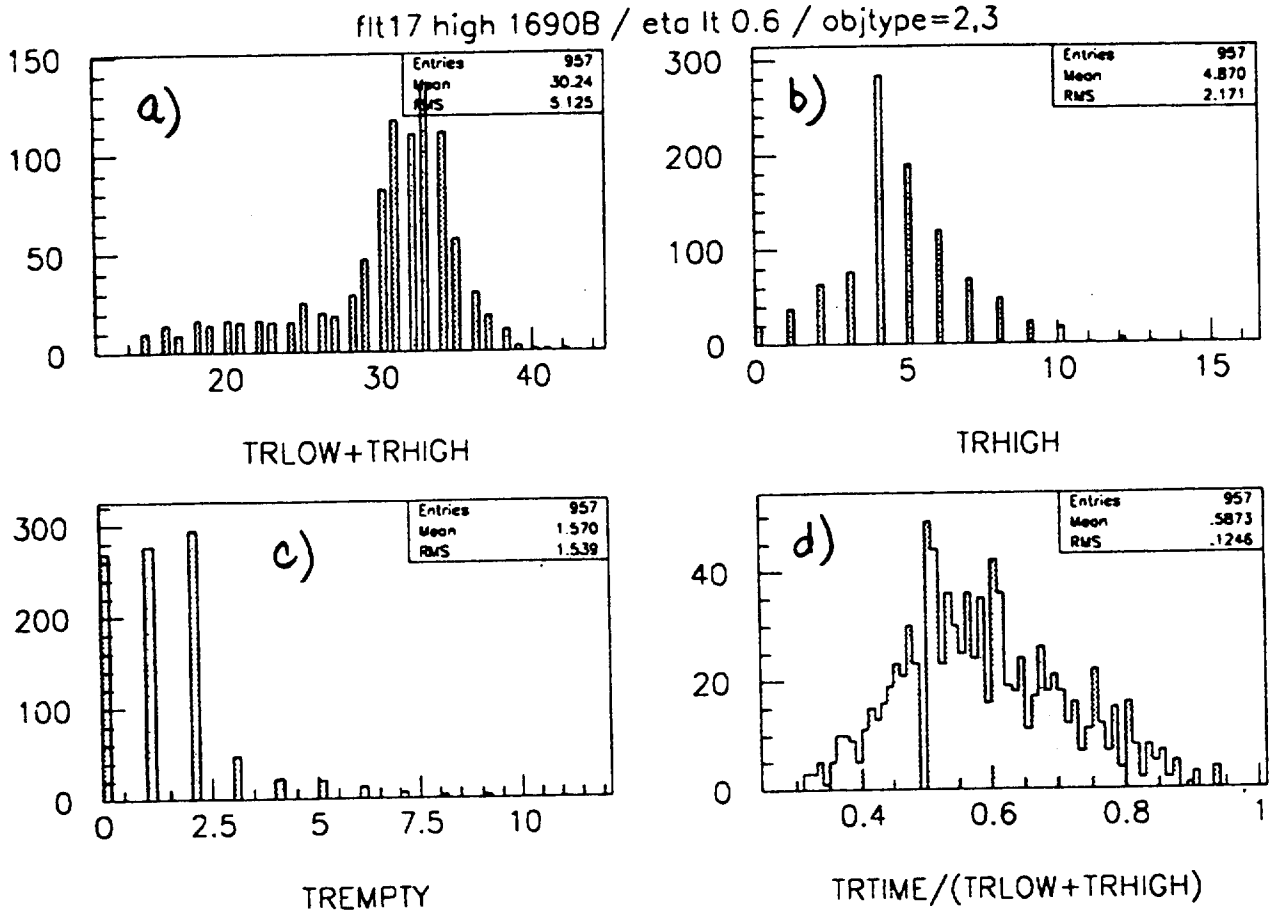 flt17 high 1690B / eta lt 0.6 / objtype=2,3
a)
Entries 957
Mean 30.24
RMS 5.125
150
100
50
0
20 30 40
TRLOW+TRHIGH
b)
Entries 957
Mean 4.870
RMS 2.171
300
200
100
0
0 5 10 15
TRHIGH
c)
Entries 957
Mean 1.570
RMS 1.539
300
200
100
0
0 2.5 5 7.5 10
TREMPTY
d)
Entries 957
Mean .5873
RMS .1246
40
20
0
0.4 0.6 0.8 1
TRTIME/(TRLOW+TRHIGH)